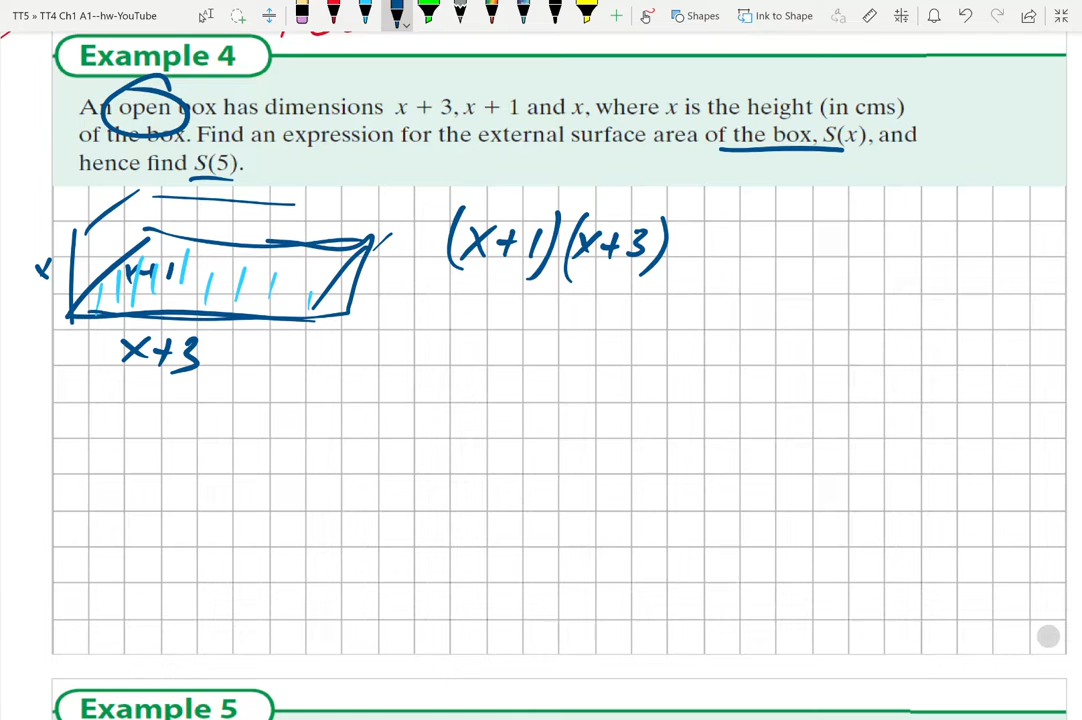 TT5 » TT4 Ch1 A1--hw-YouTube
Shapes
Ink to Shape
Example 4
An open box has dimensions x + 3, x + 1 and x, where x is the height (in cms)
of the box. Find an expression for the external surface area of the box, S(x), and
hence find S(5).
x
x+1
(x+1)(x+3)
x+3
Example 5